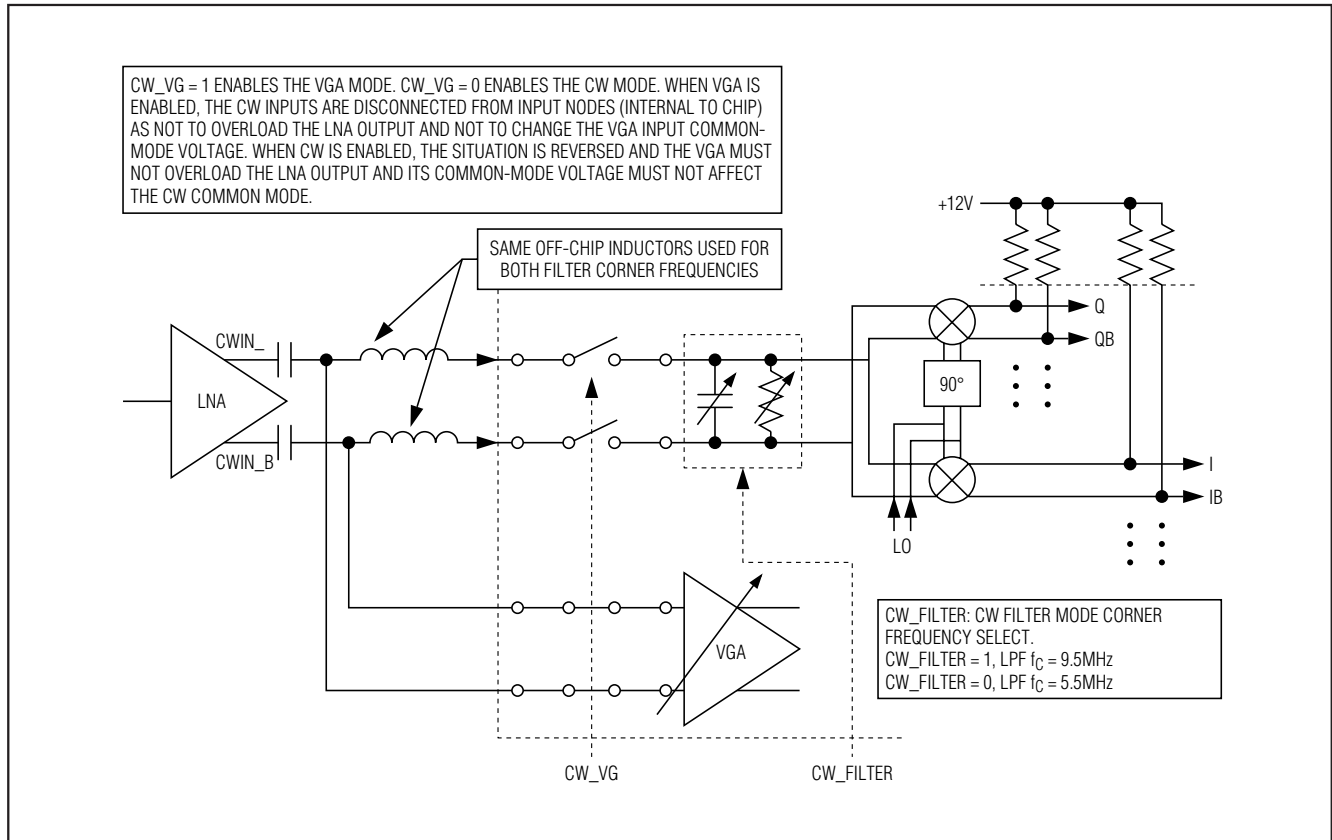 CW_VG = 1 ENABLES THE VGA MODE. CW_VG = 0 ENABLES THE CW MODE. WHEN VGA IS
ENABLED, THE CW INPUTS ARE DISCONNECTED FROM INPUT NODES (INTERNAL TO CHIP)
AS NOT TO OVERLOAD THE LNA OUTPUT AND NOT TO CHANGE THE VGA INPUT COMMON-
MODE VOLTAGE. WHEN CW IS ENABLED, THE SITUATION IS REVERSED AND THE VGA MUST
NOT OVERLOAD THE LNA OUTPUT AND ITS COMMON-MODE VOLTAGE MUST NOT AFFECT
THE CW COMMON MODE.
+12V
SAME OFF-CHIP INDUCTORS USED FOR
BOTH FILTER CORNER FREQUENCIES
Q
CWIN_
QB
90°
LNA
CWIN_B
I
IB
LO
CW_FILTER: CW FILTER MODE CORNER
FREQUENCY SELECT.
CW_FILTER = 1, LPF fC = 9.5MHz
CW_FILTER = 0, LPF fC = 5.5MHz
VGA
CW_VG
CW_FILTER